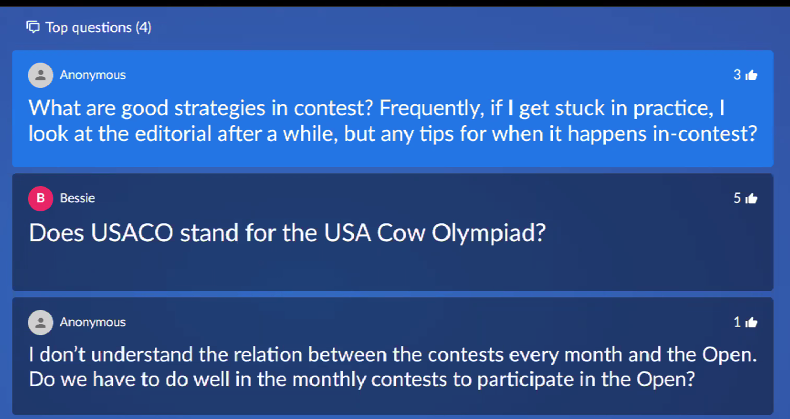 Top questions (4)
Anonymous
3
What are good strategies in contest? Frequently, if I get stuck in practice, I
look at the editorial after a while, but any tips for when it happens in-contest?
B
Bessie
5
Does USACO stand for the USA Cow Olympiad?
Anonymous
1
I don't understand the relation between the contests every month and the Open.
Do we have to do well in the monthly contests to participate in the Open?